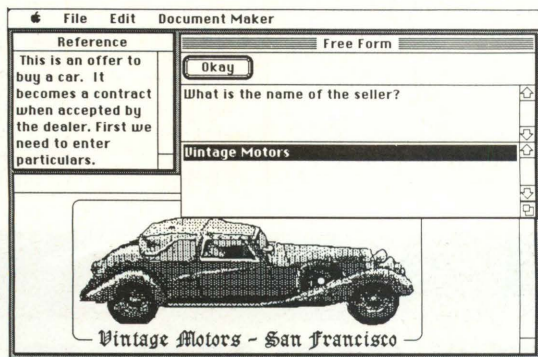 File Edit Document Maker
Reference
This is an offer to
buy a car. It
becomes a contract
when accepted by
the dealer. First we
need to enter
particulars.
Free Form
Okay
What is the name of the seller?
Vintage Motors
Vintage Motors - San Francisco